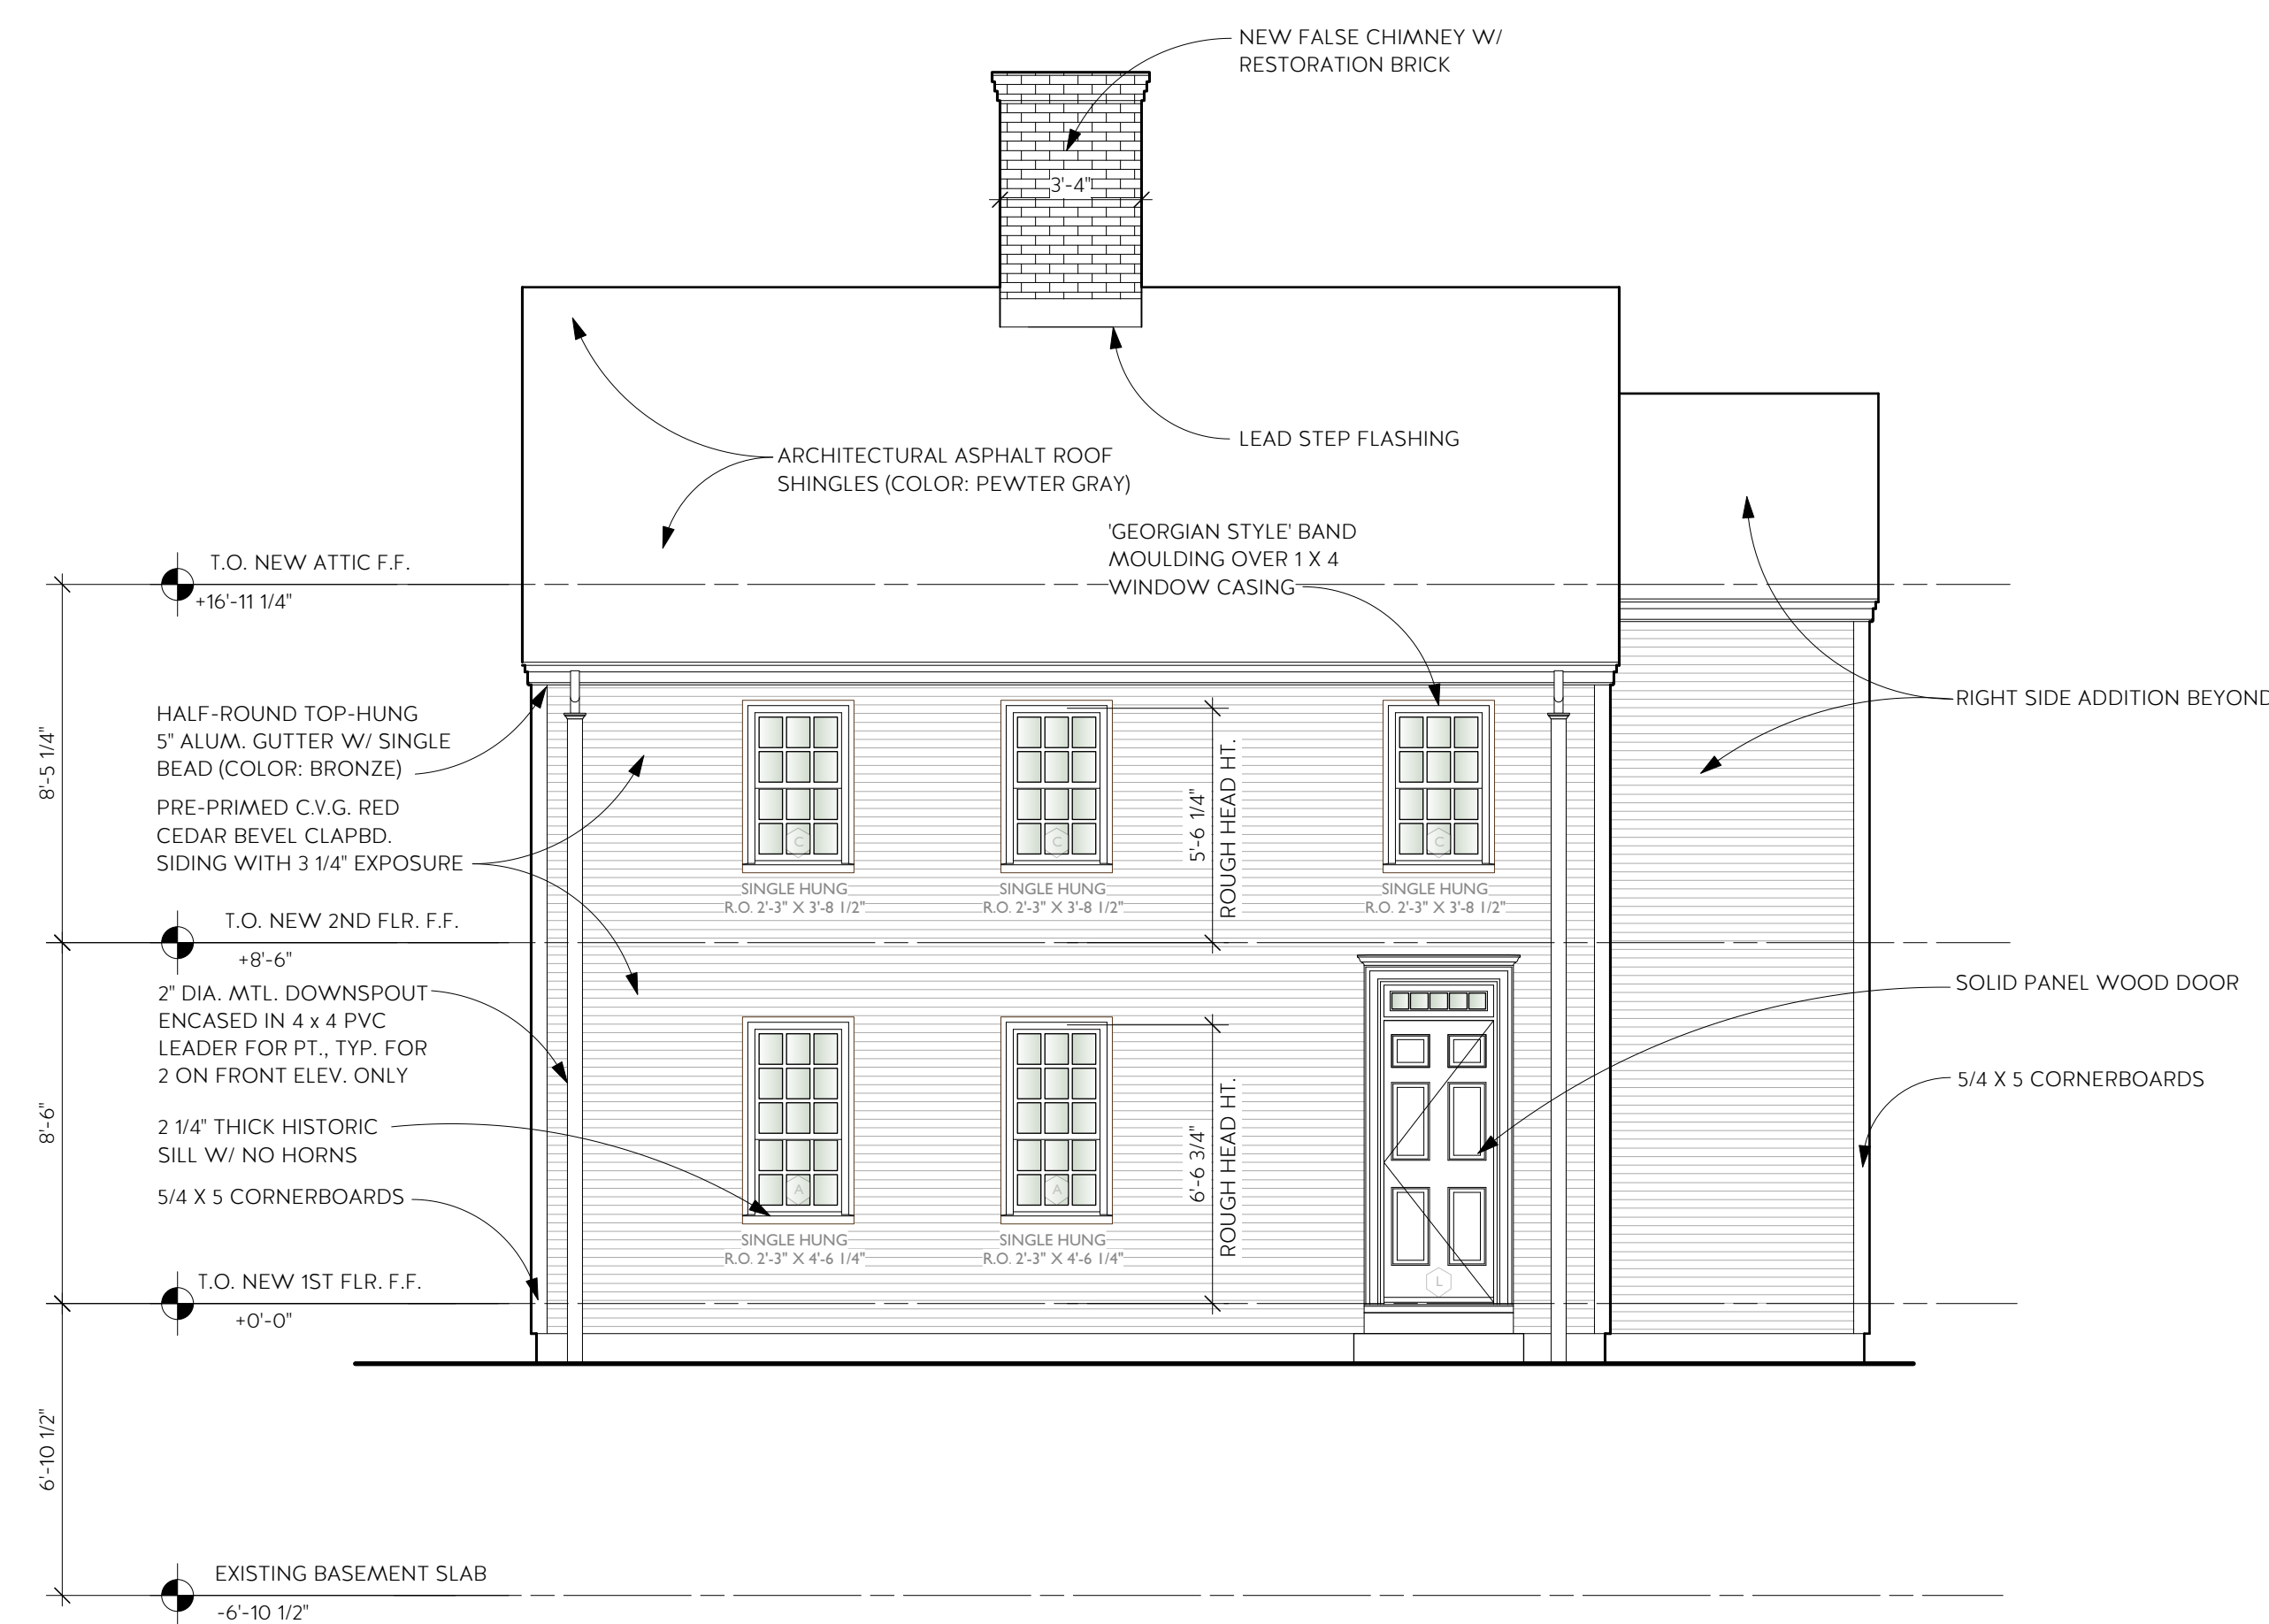 NEW FALSE CHIMNEY W/
RESTORATION BRICK
3'-4"
LEAD STEP FLASHING
ARCHITECTURAL ASPHALT ROOF
SHINGLES (COLOR: PEWTER GRAY)
'GEORGIAN STYLE' BAND
MOULDING OVER 1 X 4
WINDOW CASING
T.O. NEW ATTIC F.F.
+16'-11 1/4"
8'-5 1/4"
HALF-ROUND TOP-HUNG
5" ALUM. GUTTER W/ SINGLE
BEAD (COLOR: BRONZE)
PRE-PRIMED C.V.G. RED
CEDAR BEVEL CLAPBD.
SIDING WITH 3 1/4" EXPOSURE
RIGHT SIDE ADDITION BEYOND
C
C
C
SINGLE HUNG
R.O. 2'-3" X 3'-8 1/2"
SINGLE HUNG
R.O. 2'-3" X 3'-8 1/2"
SINGLE HUNG
R.O. 2'-3" X 3'-8 1/2"
5'-6 1/4"
ROUGH HEAD HT.
T.O. NEW 2ND FLR. F.F.
+8'-6"
8'-6"
2" DIA. MTL. DOWNSPOUT
ENCASED IN 4 x 4 PVC
LEADER FOR PT., TYP. FOR
2 ON FRONT ELEV. ONLY
SOLID PANEL WOOD DOOR
5/4 X 5 CORNERBOARDS
2 1/4" THICK HISTORIC
SILL W/ NO HORNS
5/4 X 5 CORNERBOARDS
A
A
SINGLE HUNG
R.O. 2'-3" X 4'-6 1/4"
SINGLE HUNG
R.O. 2'-3" X 4'-6 1/4"
6'-6 3/4"
ROUGH HEAD HT.
L
T.O. NEW 1ST FLR. F.F.
+0'-0"
6'-10 1/2"
EXISTING BASEMENT SLAB
-6'-10 1/2"